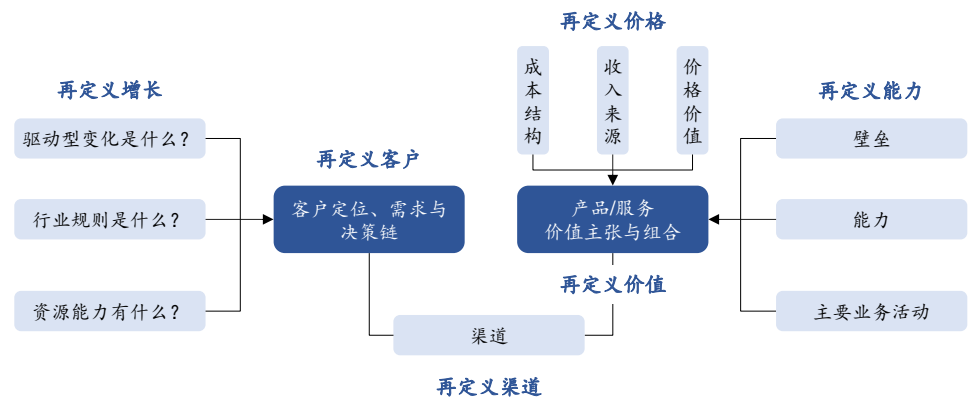 再定义价格
成本结构
收入来源
价格价值
再定义增长
驱动型变化是什么？
行业规则是什么？
资源能力有什么？
再定义客户
客户定位、需求与
决策链
产品/服务
价值主张与组合
再定义价值
渠道
再定义渠道
再定义能力
壁垒
能力
主要业务活动